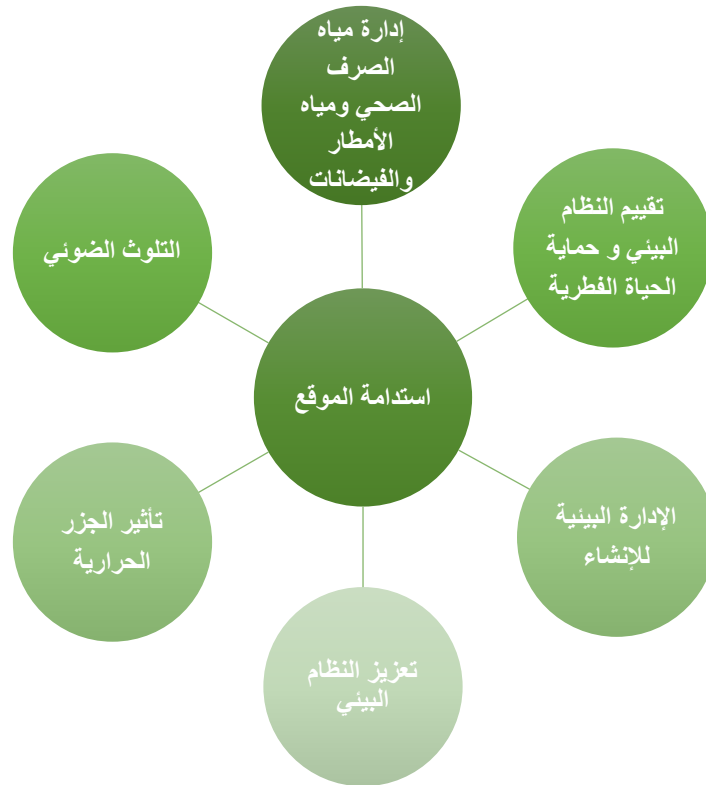 إدارة مياه
الصرف
الصحي ومياه
الأمطار
والفيضانات
تقييم النظام
البيئي و حماية
الحياة الفطرية
التلوث الضوئي
استدامة الموقع
الإدارة البيئية
للإنشاء
تأثير الجزر
الحرارية
تعزيز النظام
البيئي